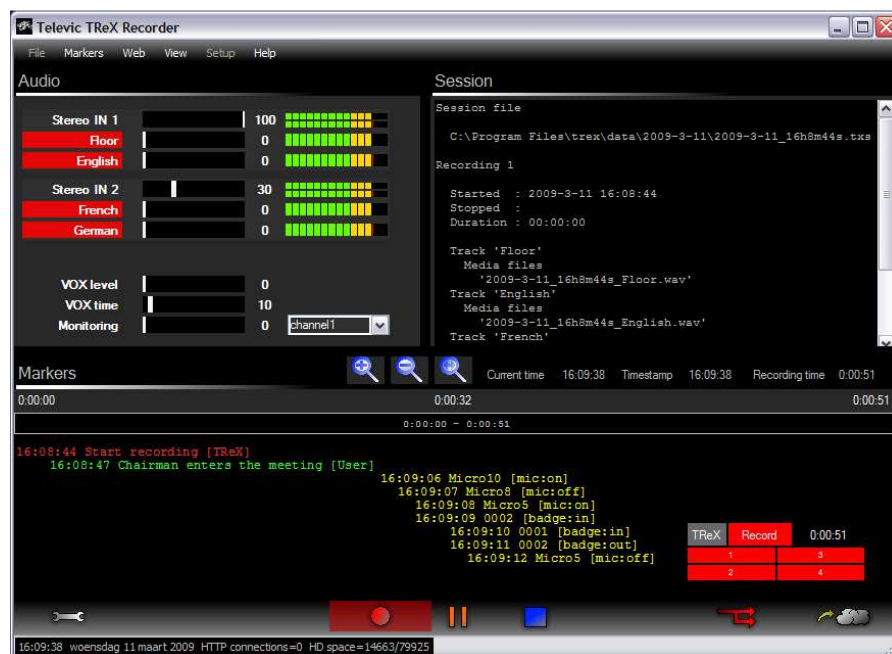 Televic TReX Recorder
File Markers Web View Setup Help
Audio
Stereo IN 1 100
Floor 0
English 0
Stereo IN 2 30
French 0
German 0
VOX level 0
VOX time 10
Monitoring 0 channel1
Session
Session file
C:\Program Files\trex\data\2009-3-11\2009-3-11_16h8m44s.txs
Recording 1
Started : 2009-3-11 16:08:44
Stopped :
Duration : 00:00:00
Track 'Floor'
Media files
'2009-3-11_16h8m44s_Floor.wav'
Track 'English'
Media files
'2009-3-11_16h8m44s_English.wav'
Track 'French'
Markers
Current time 16:09:38 Timestamp 16:09:38 Recording time 0:00:51
0:00:00 0:00:32 0:00:51
0:00:00 - 0:00:51
16:08:44 Start recording [TReX]
16:08:47 Chairman enters the meeting [User]
16:09:06 Micro10 [mic:on]
16:09:07 Micro8 [mic:off]
16:09:08 Micro5 [mic:on]
16:09:09 0002 [badge:in]
16:09:10 0001 [badge:in]
16:09:11 0002 [badge:out]
16:09:12 Micro5 [mic:off]
TReX Record 0:00:51
1 3
2 4
16:09:38 woensdag 11 maart 2009 HTTP connections=0 HD space=14663/79925